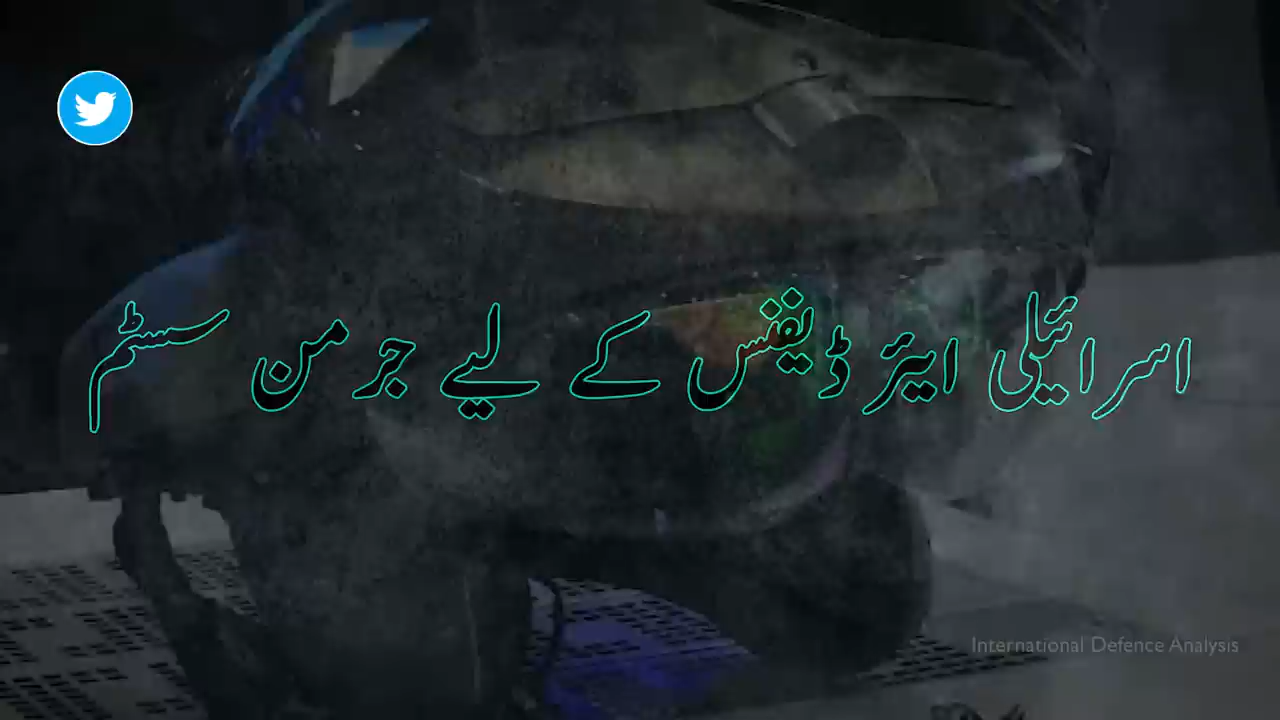 اسرائیلی ایئر ڈیفنس کے لیے جرمن سسٹم
International Defence Analysis